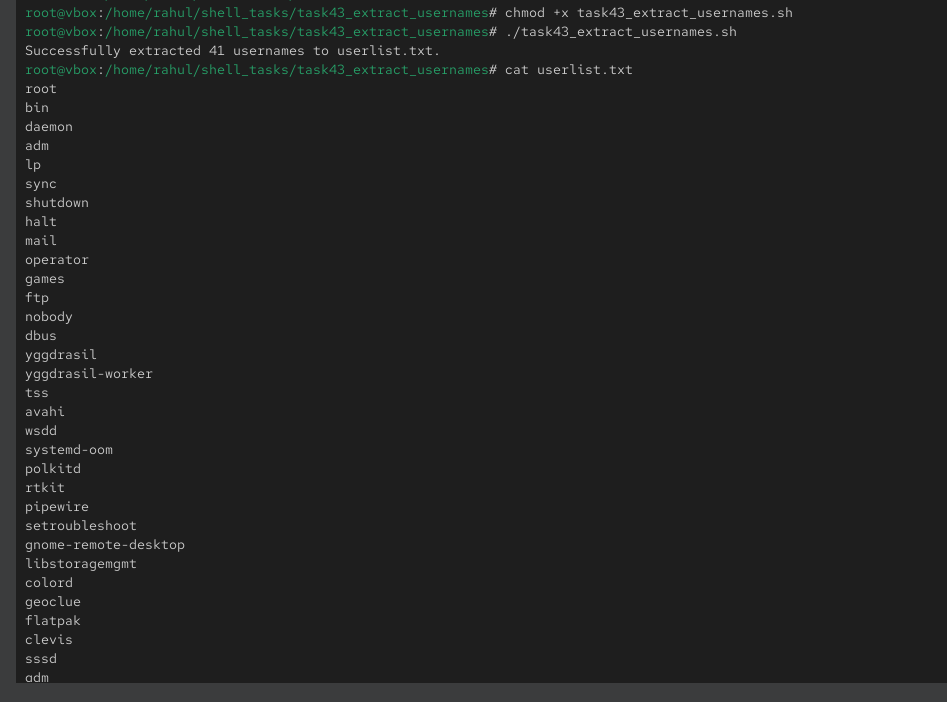 root@vbox:/home/rahul/shell_tasks/task43_extract_usernames# chmod +x task43_extract_usernames.sh
root@vbox:/home/rahul/shell_tasks/task43_extract_usernames# ./task43_extract_usernames.sh
Successfully extracted 41 usernames to userlist.txt.
root@vbox:/home/rahul/shell_tasks/task43_extract_usernames# cat userlist.txt
root
bin
daemon
adm
lp
sync
shutdown
halt
mail
operator
games
ftp
nobody
dbus
yggdrasil
yggdrasil-worker
tss
avahi
wsdd
systemd-oom
polkitd
rtkit
pipewire
setroubleshoot
gnome-remote-desktop
libstoragemgmt
colord
geoclue
flatpak
clevis
sssd
gdm